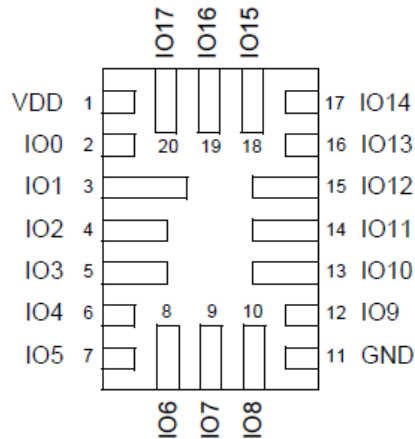 IO17 IO16 IO15
VDD 1 17 IO14
IO0 2 20 19 18 16 IO13
IO1 3 15 IO12
IO2 4 14 IO11
IO3 5 13 IO10
IO4 6 8 9 10 12 IO9
IO5 7 11 GND
IO6 IO7 IO8